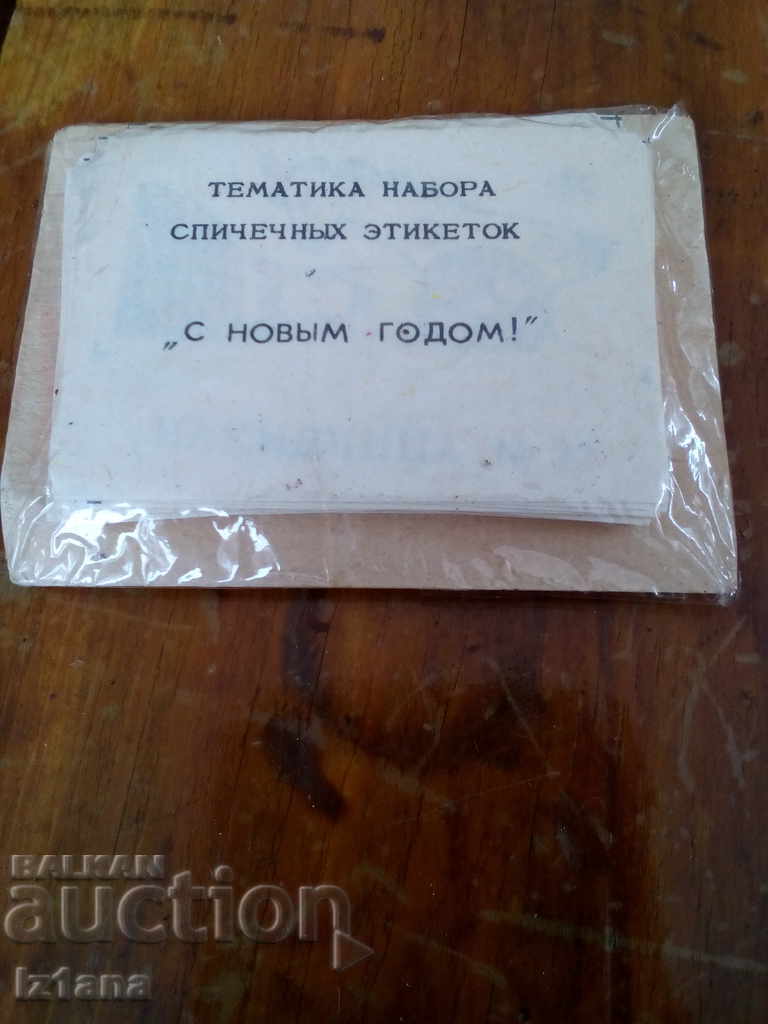 ТЕМАТИКА НАБОРА
СПИЧЕЧНЫХ ЭТИКЕТОК
„С НОВЫМ ГОДОМ!"
BALKAN
auction
Iz1ana